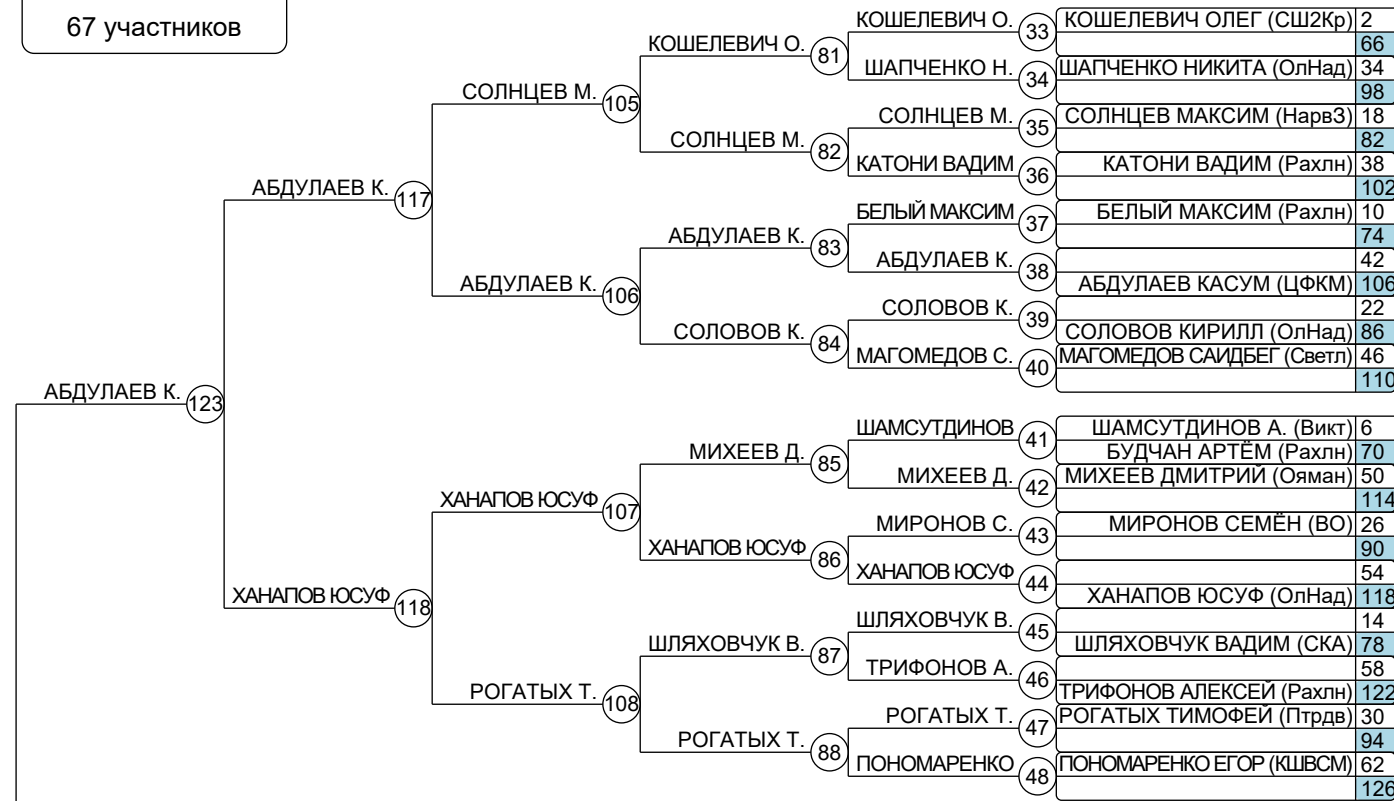 67 участников
КОШЕЛЕВИЧ О. 33 КОШЕЛЕВИЧ ОЛЕГ (СШ2Кр) 2
КОШЕЛЕВИЧ О. 81 66
ШАПЧЕНКО Н. 34 ШАПЧЕНКО НИКИТА (ОлНад) 34
СОЛНЦЕВ М. 105 98
СОЛНЦЕВ М. 35 СОЛНЦЕВ МАКСИМ (Нарв3) 18
СОЛНЦЕВ М. 82 82
КАТОНИ ВАДИМ 36 КАТОНИ ВАДИМ (Рахлн) 38
АБДУЛАЕВ К. 117 102
БЕЛЫЙ МАКСИМ 37 БЕЛЫЙ МАКСИМ (Рахлн) 10
АБДУЛАЕВ К. 83 74
АБДУЛАЕВ К. 38 42
АБДУЛАЕВ К. 106 АБДУЛАЕВ КАСУМ (ЦФКМ) 106
СОЛОВОВ К. 39 22
СОЛОВОВ К. 84 СОЛОВОВ КИРИЛЛ (ОлНад) 86
МАГОМЕДОВ С. 40 МАГОМЕДОВ САИДБЕГ (Светл) 46
110
АБДУЛАЕВ К. 123
ШАМСУТДИНОВ 41 ШАМСУТДИНОВ А. (Викт) 6
МИХЕЕВ Д. 85 БУДЧАН АРТЁМ (Рахлн) 70
МИХЕЕВ Д. 42 МИХЕЕВ ДМИТРИЙ (Ояман) 50
ХАНАПОВ ЮСУФ 107 114
МИРОНОВ С. 43 МИРОНОВ СЕМЁН (ВО) 26
ХАНАПОВ ЮСУФ 86 90
ХАНАПОВ ЮСУФ 44 54
ХАНАПОВ ЮСУФ 118 ХАНАПОВ ЮСУФ (ОлНад) 118
ШЛЯХОВЧУК В. 45 14
ШЛЯХОВЧУК В. 87 ШЛЯХОВЧУК ВАДИМ (СКА) 78
ТРИФОНОВ А. 46 58
РОГАТЫХ Т. 108 ТРИФОНОВ АЛЕКСЕЙ (Рахлн) 122
РОГАТЫХ Т. 47 РОГАТЫХ ТИМОФЕЙ (Птрдв) 30
РОГАТЫХ Т. 88 94
ПОНОМАРЕНКО 48 ПОНОМАРЕНКО ЕГОР (КШВСМ) 62
126